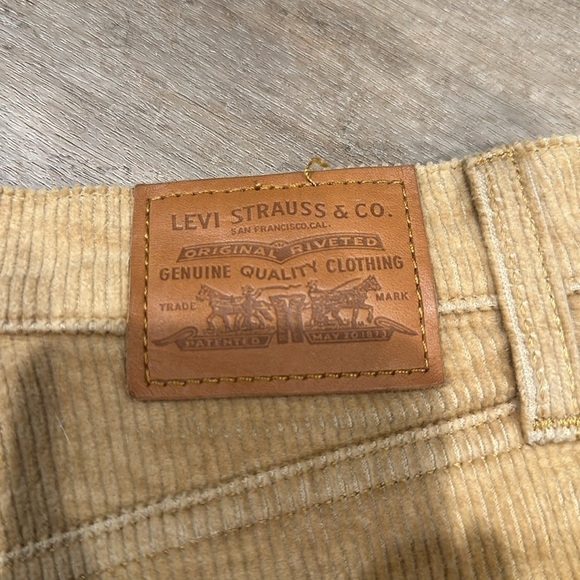 LEVI STRAUSS & CO.
SAN FRANCISCO, CAL.
ORIGINAL RIVETED
GENUINE QUALITY CLOTHING
TRADE MARK
PATENTED MAY 20 1873